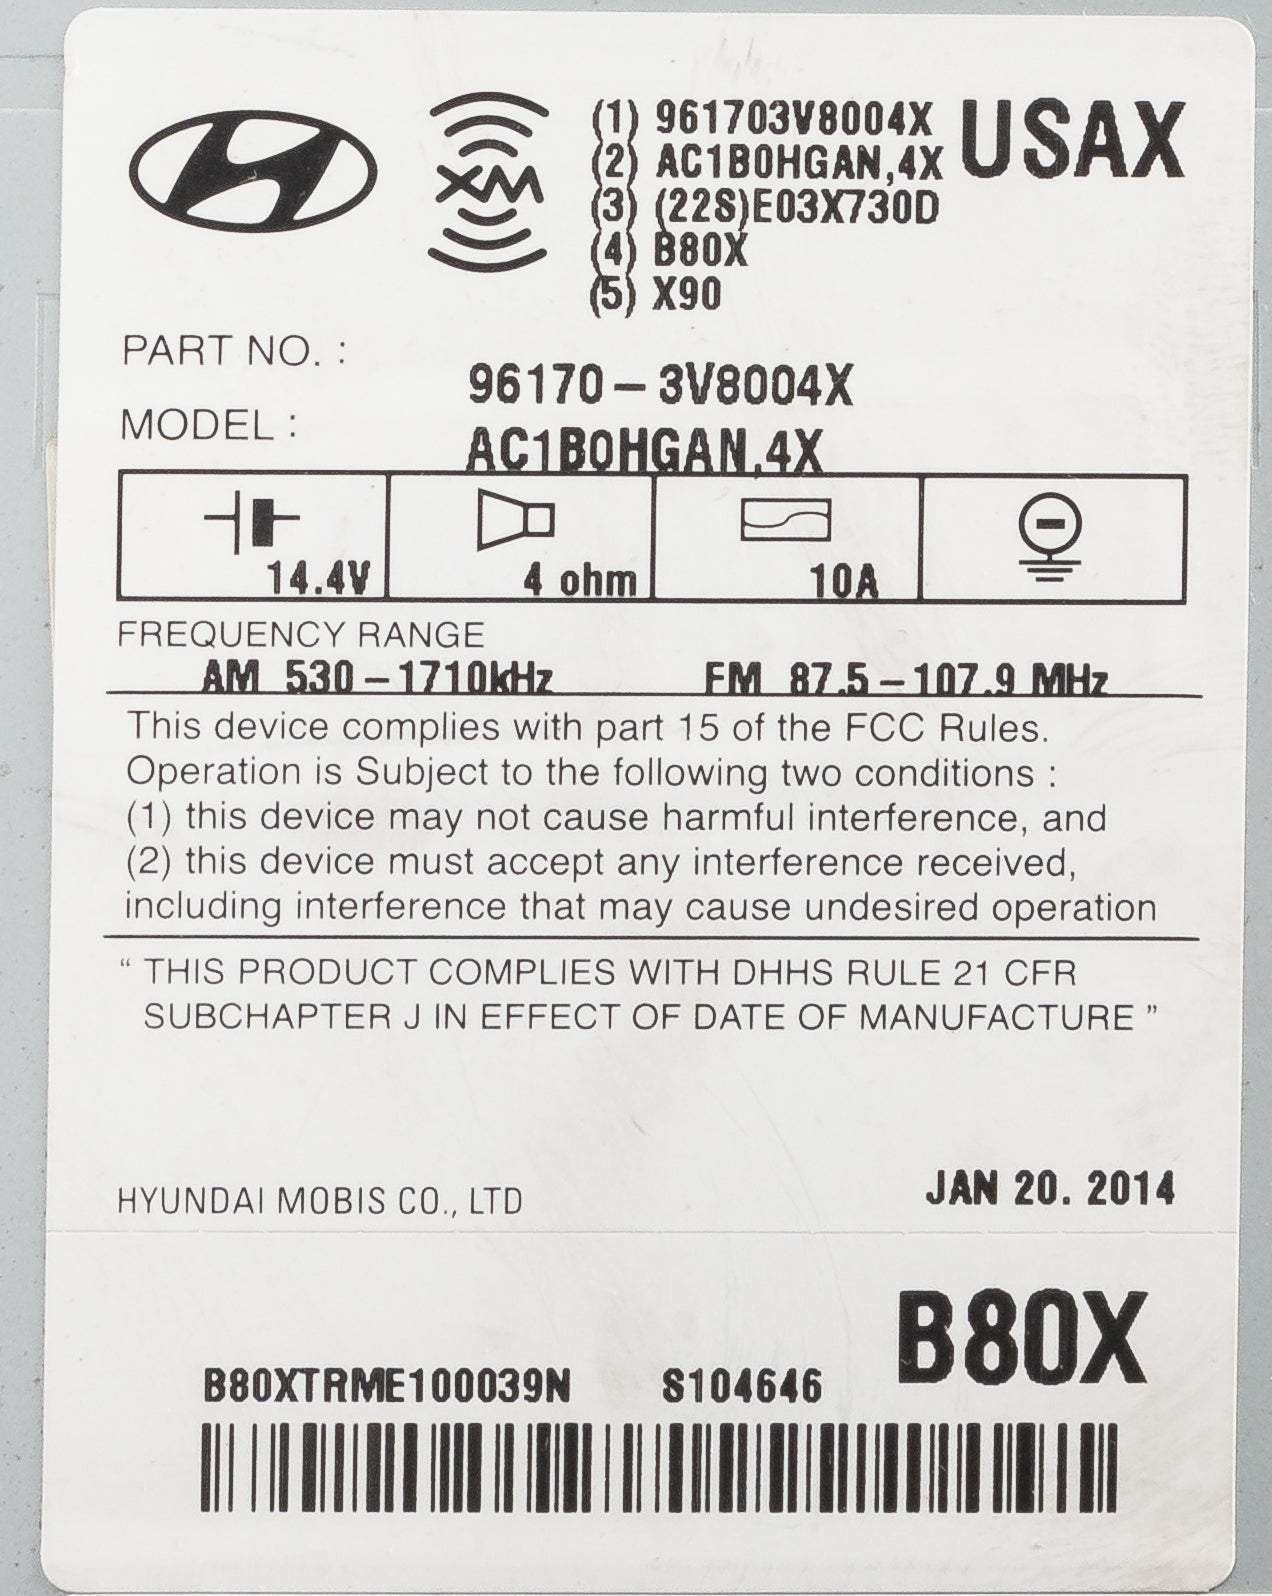 XM
(1) 961703V8004X USAX
(2) AC1B0HGAN,4X
(3) (22S)E03X730D
(4) B80X
(5) X90
PART NO. :
96170-3V8004X
MODEL :
AC1B0HGAN,4X
14.4V 4 ohm 10A
FREQUENCY RANGE
AM 530-1710kHz FM 87.5-107.9 MHz
This device complies with part 15 of the FCC Rules.
Operation is Subject to the following two conditions :
(1) this device may not cause harmful interference, and
(2) this device must accept any interference received,
including interference that may cause undesired operation
“ THIS PRODUCT COMPLIES WITH DHHS RULE 21 CFR
SUBCHAPTER J IN EFFECT OF DATE OF MANUFACTURE ”
HYUNDAI MOBIS CO., LTD JAN 20. 2014
B80X
B80XTRME100039N S104646